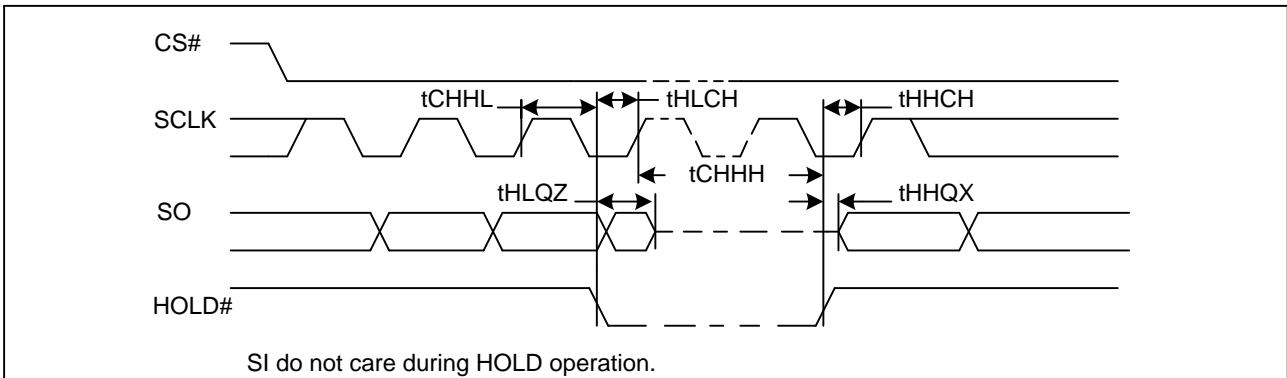 CS#
tCHHL
tHLCH
tHHCH
SCLK
tCHHH
tHLQZ
tHHQX
SO
HOLD#
SI do not care during HOLD operation.